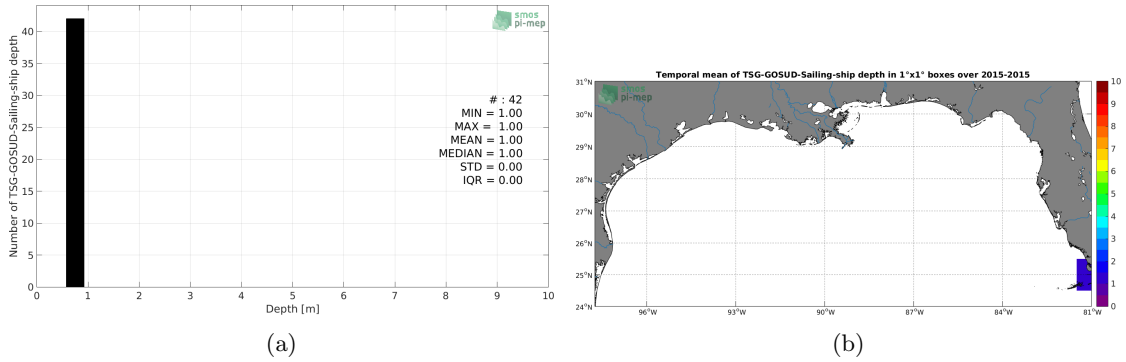 smos
pi-mep
Number of TSG-GOSUD-Sailing-ship depth
40
35
30
25
20
15
10
5
0
# : 42
MIN = 1.00
MAX = 1.00
MEAN = 1.00
MEDIAN = 1.00
STD = 0.00
IQR = 0.00
0 1 2 3 4 5 6 7 8 9 10
Depth [m]
(a)
Temporal mean of TSG-GOSUD-Sailing-ship depth in 1°x1° boxes over 2015-2015
smos
pi-mep
31°N
30°N
29°N
28°N
27°N
26°N
25°N
24°N
96°W 93°W 90°W 87°W 84°W 81°W
10
9
8
7
6
5
4
3
2
1
0
(b)